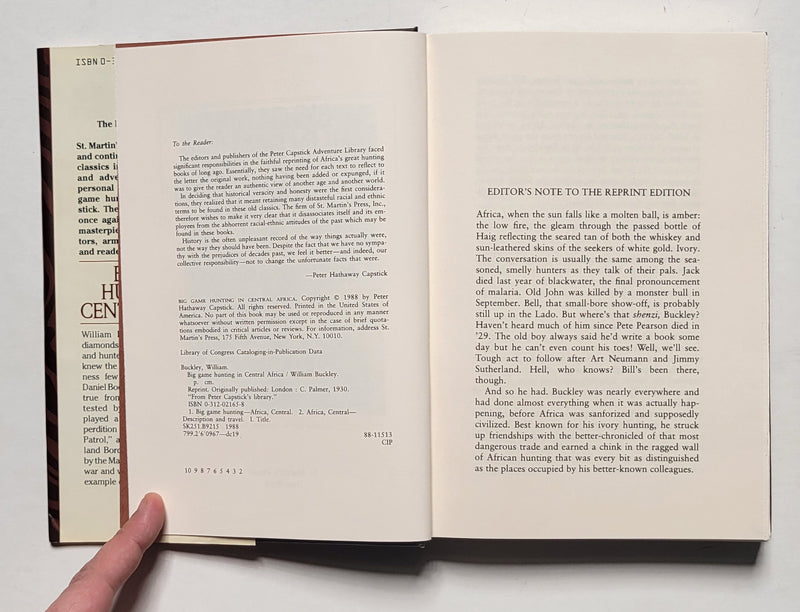 ISBN 0-3
The
St. Martin'
and conti
classics i
and adve
personal
game hu
stick. The
once aga
masterpie
tors, arm
and reade
HU
CEN
William
diamonds
and hunte
knew the
ness few
Daniel Boo
true from
tested by
played a
perdition
Patrol," a
land Bord
by the Ma
war and w
example
To the Reader:
The editors and publishers of the Peter Capstick Adventure Library faced
significant responsibilities in the faithful reprinting of Africa's great hunting
books of long ago. Essentially, they saw the need for each text to reflect to
the letter the original work, nothing having been added or expunged, if it
was to give the reader an authentic view of another age and another world.
In deciding that historical veracity and honesty were the first considera-
tions, they realized that it meant retaining many distasteful racial and ethnic
terms to be found in these old classics. The firm of St. Martin's Press, Inc.,
therefore wishes to make it very clear that it disassociates itself and its em-
ployees from the abhorrent racial-ethnic attitudes of the past which may be
found in these books.
History is the often unpleasant record of the way things actually were,
not the way they should have been. Despite the fact that we have no sympa-
thy with the prejudices of decades past, we feel it better—and indeed, our
collective responsibility—not to change the unfortunate facts that were.
—Peter Hathaway Capstick
BIG GAME HUNTING IN CENTRAL AFRICA. Copyright © 1988 by Peter
Hathaway Capstick. All rights reserved. Printed in the United States of
America. No part of this book may be used or reproduced in any manner
whatsoever without written permission except in the case of brief quota-
tions embodied in critical articles or reviews. For information, address St.
Martin's Press, 175 Fifth Avenue, New York, N.Y. 10010.
Library of Congress Cataloging-in-Publication Data
Buckley, William.
Big game hunting in Central Africa / William Buckley.
p. cm.
Reprint. Originally published: London : C. Palmer, 1930.
"From Peter Capstick's library."
ISBN 0-312-02165-8
1. Big game hunting—Africa, Central. 2. Africa, Central—
Description and travel. I. Title.
SK251.B9215 1988
799.2'6'0967—dc19 88-11513
CIP
10 9 8 7 6 5 4 3 2
EDITOR'S NOTE TO THE REPRINT EDITION
Africa, when the sun falls like a molten ball, is amber:
the low fire, the gleam through the passed bottle of
Haig reflecting the seared tan of both the whiskey and
sun-leathered skins of the seekers of white gold. Ivory.
The conversation is usually the same among the sea-
soned, smelly hunters as they talk of their pals. Jack
died last year of blackwater, the final pronouncement
of malaria. Old John was killed by a monster bull in
September. Bell, that small-bore show-off, is probably
still up in the Lado. But where's that shenzi, Buckley?
Haven't heard much of him since Pete Pearson died in
'29. The old boy always said he'd write a book some
day but he can't even count his toes! Well, we'll see.
Tough act to follow after Art Neumann and Jimmy
Sutherland. Hell, who knows? Bill's been there,
though.
And so he had. Buckley was nearly everywhere and
had done almost everything when it was actually hap-
pening, before Africa was sanforized and supposedly
civilized. Best known for his ivory hunting, he struck
up friendships with the better-chronicled of that most
dangerous trade and earned a chink in the ragged wall
of African hunting that was every bit as distinguished
as the places occupied by his better-known colleagues.